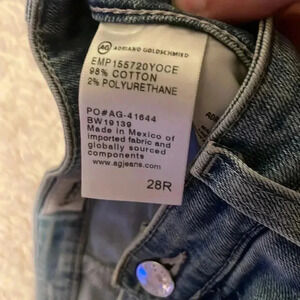 AG ADRIANO GOLDSCHMIED
EMP155720YOCE
98% COTTON
2% POLYURETHANE
PO#AG-41644
BW19139
Made in Mexico of
imported fabric and
globally sourced
components
www.agjeans.com
28R